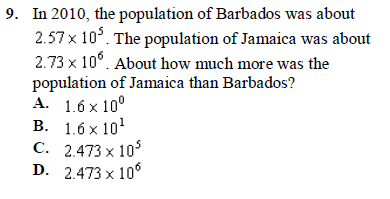 9. In 2010, the population of Barbados was about
2.57 x 10⁵. The population of Jamaica was about
2.73 x 10⁶. About how much more was the
population of Jamaica than Barbados?
A. 1.6 x 10⁰
B. 1.6 x 10¹
C. 2.473 x 10⁵
D. 2.473 x 10⁶